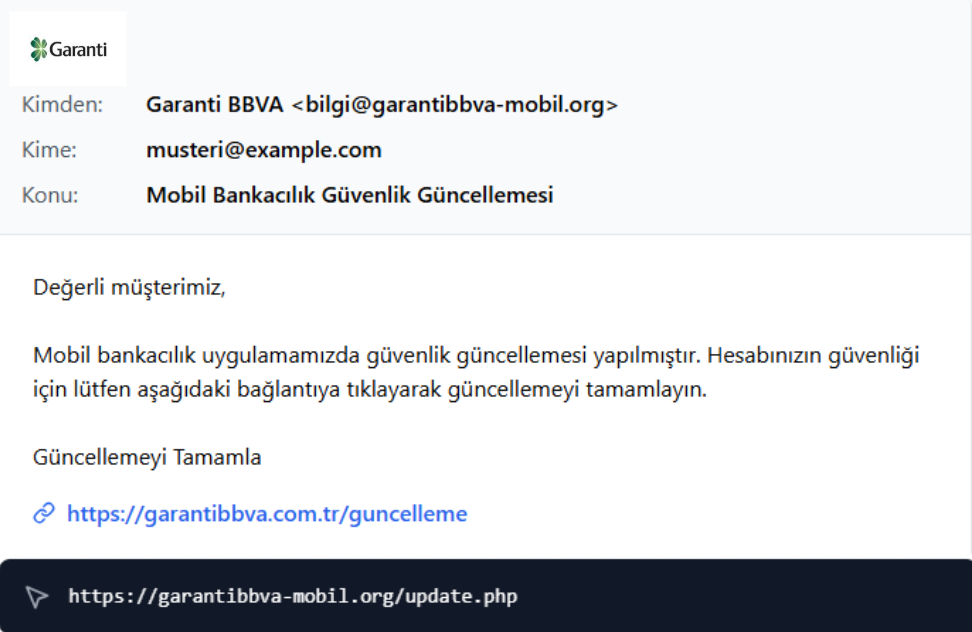 Garanti
Kimden: Garanti BBVA <bilgi@garantibbva-mobil.org>
Kime: musteri@example.com
Konu: Mobil Bankacılık Güvenlik Güncellemesi
Değerli müşterimiz,
Mobil bankacılık uygulamamızda güvenlik güncellemesi yapılmıştır. Hesabınızın güvenliği
için lütfen aşağıdaki bağlantıya tıklayarak güncellemeyi tamamlayın.
Güncellemeyi Tamamla
https://garantibbva.com.tr/guncelleme
https://garantibbva-mobil.org/update.php